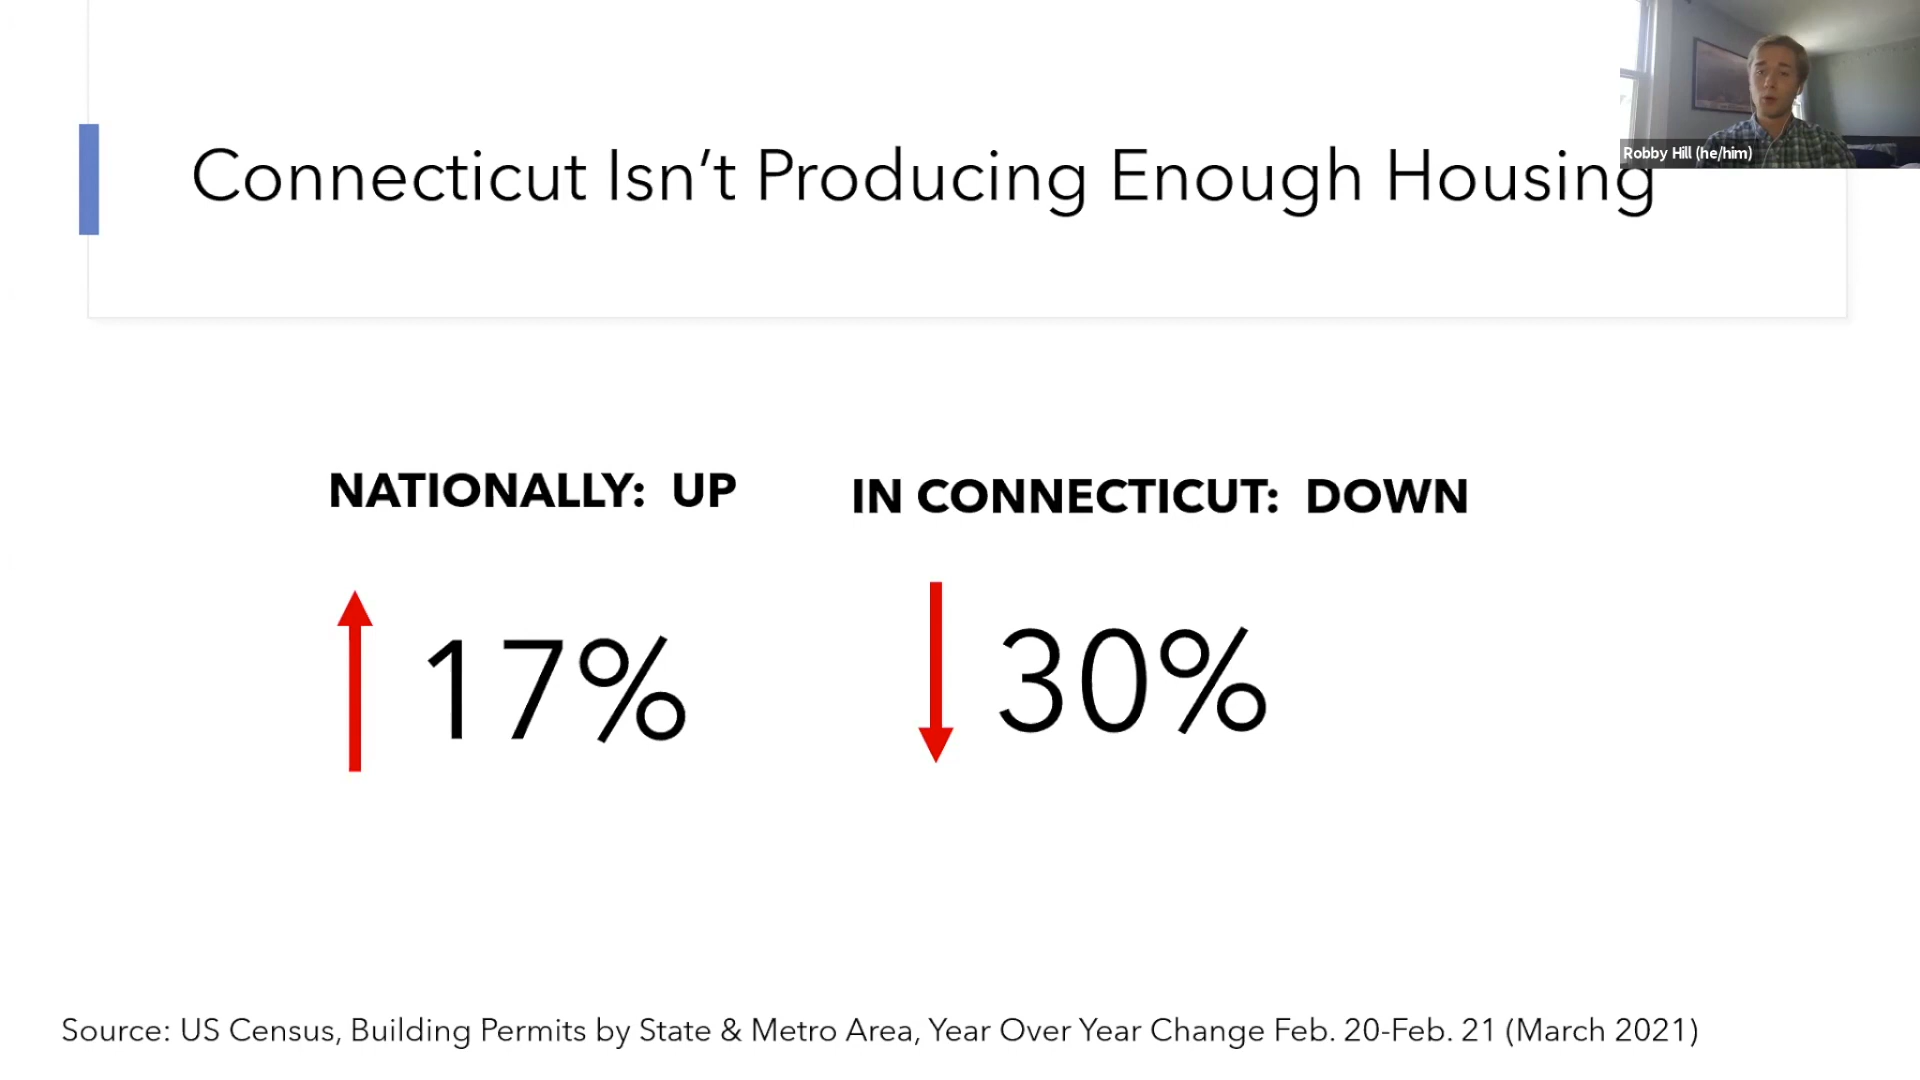 Robby Hill (he/him)
Connecticut Isn’t Producing Enough Housing
NATIONALLY: UP
17%
IN CONNECTICUT: DOWN
30%
Source: US Census, Building Permits by State & Metro Area, Year Over Year Change Feb. 20-Feb. 21 (March 2021)